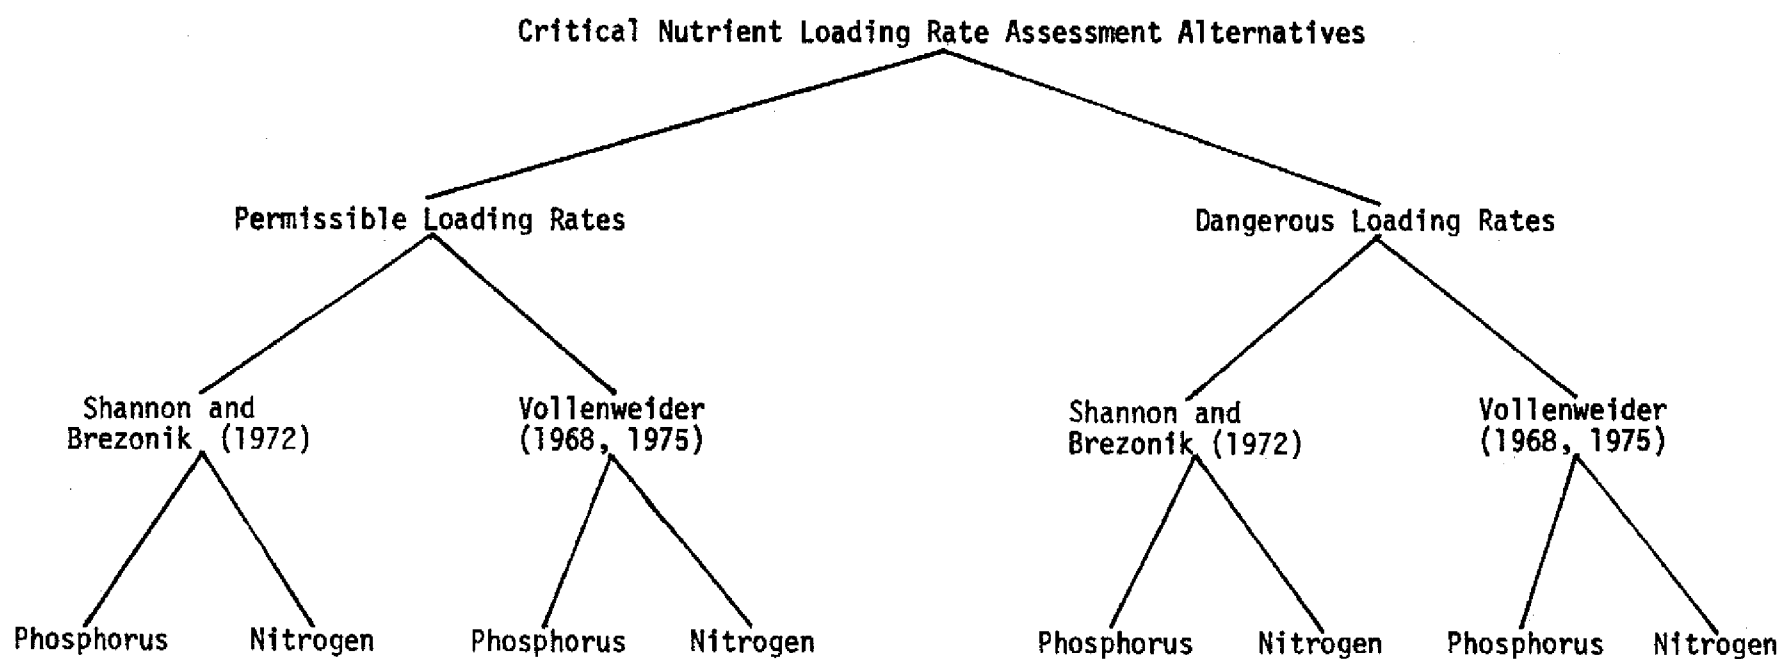 Critical Nutrient Loading Rate Assessment Alternatives
Permissible Loading Rates
Dangerous Loading Rates
Shannon and
Brezonik (1972)
Vollenweider
(1968, 1975)
Shannon and
Brezonik (1972)
Vollenweider
(1968, 1975)
Phosphorus
Nitrogen
Phosphorus
Nitrogen
Phosphorus
Nitrogen
Phosphorus
Nitrogen